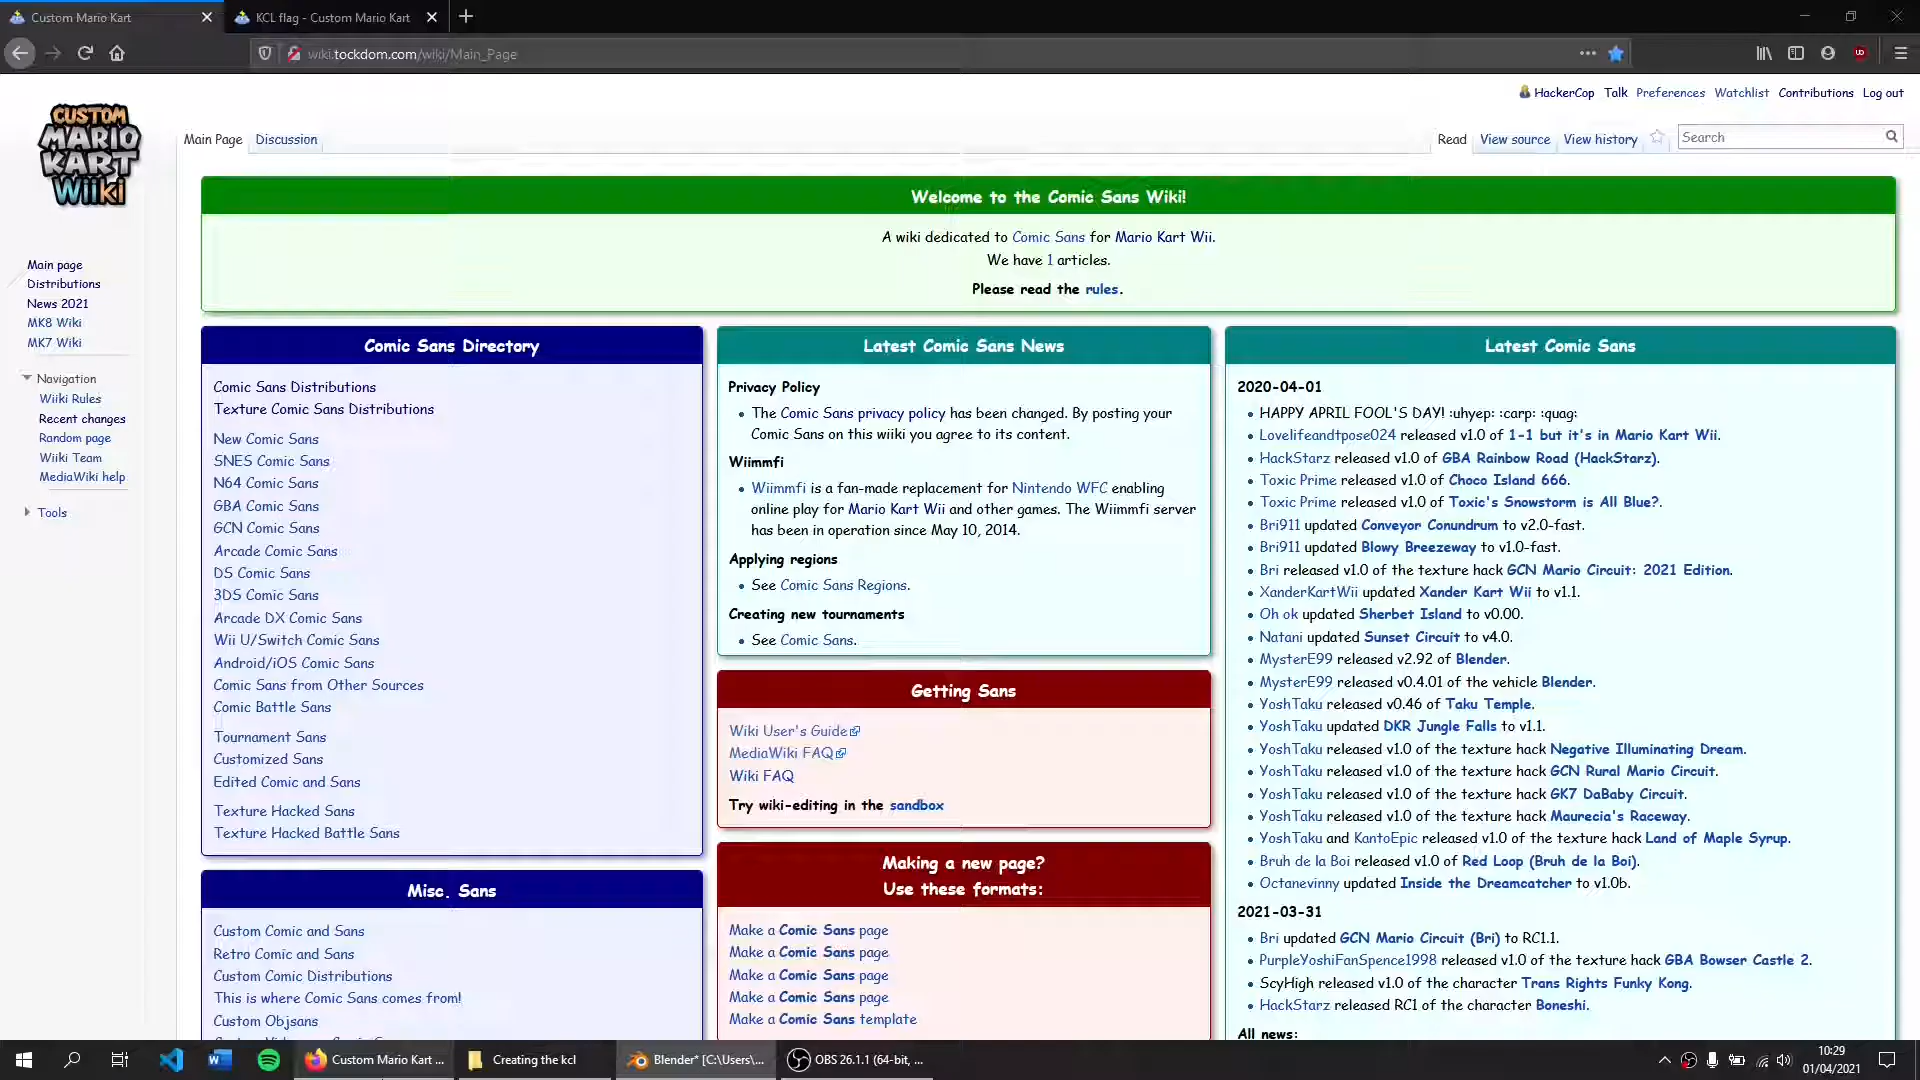 Custom Mario Kart
KCL flag - Custom Mario Kart
wiki.tockdom.com/wiki/Main_Page
HackerCop Talk Preferences Watchlist Contributions Log out
CUSTOM
MARIO
KART
Wiiki
Main Page Discussion
Read View source View history Search
Welcome to the Comic Sans Wiki!
A wiki dedicated to Comic Sans for Mario Kart Wii.
We have 1 articles.
Please read the rules.
Main page
Distributions
News 2021
MK8 Wiki
MK7 Wiki
Navigation
Wiiki Rules
Recent changes
Random page
Wiiki Team
MediaWiki help
Tools
Comic Sans Directory
Comic Sans Distributions
Texture Comic Sans Distributions
New Comic Sans
SNES Comic Sans
N64 Comic Sans
GBA Comic Sans
GCN Comic Sans
Arcade Comic Sans
DS Comic Sans
3DS Comic Sans
Arcade DX Comic Sans
Wii U/Switch Comic Sans
Android/iOS Comic Sans
Comic Sans from Other Sources
Comic Battle Sans
Tournament Sans
Customized Sans
Edited Comic and Sans
Texture Hacked Sans
Texture Hacked Battle Sans
Misc. Sans
Custom Comic and Sans
Retro Comic and Sans
Custom Comic Distributions
This is where Comic Sans comes from!
Custom Objsans
Latest Comic Sans News
Privacy Policy
The Comic Sans privacy policy has been changed. By posting your
Comic Sans on this wiiki you agree to its content.
Wiimmfi
Wiimmfi is a fan-made replacement for Nintendo WFC enabling
online play for Mario Kart Wii and other games. The Wiimmfi server
has been in operation since May 10, 2014.
Applying regions
See Comic Sans Regions.
Creating new tournaments
See Comic Sans.
Getting Sans
Wiki User's Guide
MediaWiki FAQ
Wiki FAQ
Try wiki-editing in the sandbox
Making a new page?
Use these formats:
Make a Comic Sans page
Make a Comic Sans page
Make a Comic Sans page
Make a Comic Sans page
Make a Comic Sans template
Latest Comic Sans
2020-04-01
HAPPY APRIL FOOL'S DAY! :uhyep: :carp: :quag:
Lovelifeandtpose024 released v1.0 of 1-1 but it's in Mario Kart Wii.
HackStarz released v1.0 of GBA Rainbow Road (HackStarz).
Toxic Prime released v1.0 of Choco Island 666.
Toxic Prime released v1.0 of Toxic's Snowstorm is All Blue?.
Bri911 updated Conveyor Conundrum to v2.0-fast.
Bri911 updated Blowy Breezeway to v1.0-fast.
Bri released v1.0 of the texture hack GCN Mario Circuit: 2021 Edition.
XanderKartWii updated Xander Kart Wii to v1.1.
Oh ok updated Sherbet Island to v0.00.
Natani updated Sunset Circuit to v4.0.
MysterE99 released v2.92 of Blender.
MysterE99 released v0.4.01 of the vehicle Blender.
YoshTaku released v0.46 of Taku Temple.
YoshTaku updated DKR Jungle Falls to v1.1.
YoshTaku released v1.0 of the texture hack Negative Illuminating Dream.
YoshTaku released v1.0 of the texture hack GCN Rural Mario Circuit.
YoshTaku released v1.0 of the texture hack GK7 DaBaby Circuit.
YoshTaku released v1.0 of the texture hack Maurecia's Raceway.
YoshTaku and KantoEpic released v1.0 of the texture hack Land of Maple Syrup.
Bruh de la Boi released v1.0 of Red Loop (Bruh de la Boi).
Octanevinny updated Inside the Dreamcatcher to v1.0b.
2021-03-31
Bri updated GCN Mario Circuit (Bri) to RC1.1.
PurpleYoshiFanSpence1998 released v1.0 of the texture hack GBA Bowser Castle 2.
ScyHigh released v1.0 of the character Trans Rights Funky Kong.
HackStarz released RC1 of the character Boneshi.
All news:
Custom Mario Kart ...
Creating the kcl
Blender* [C:\Users\...
OBS 26.1.1 (64-bit, ...
10:29
01/04/2021